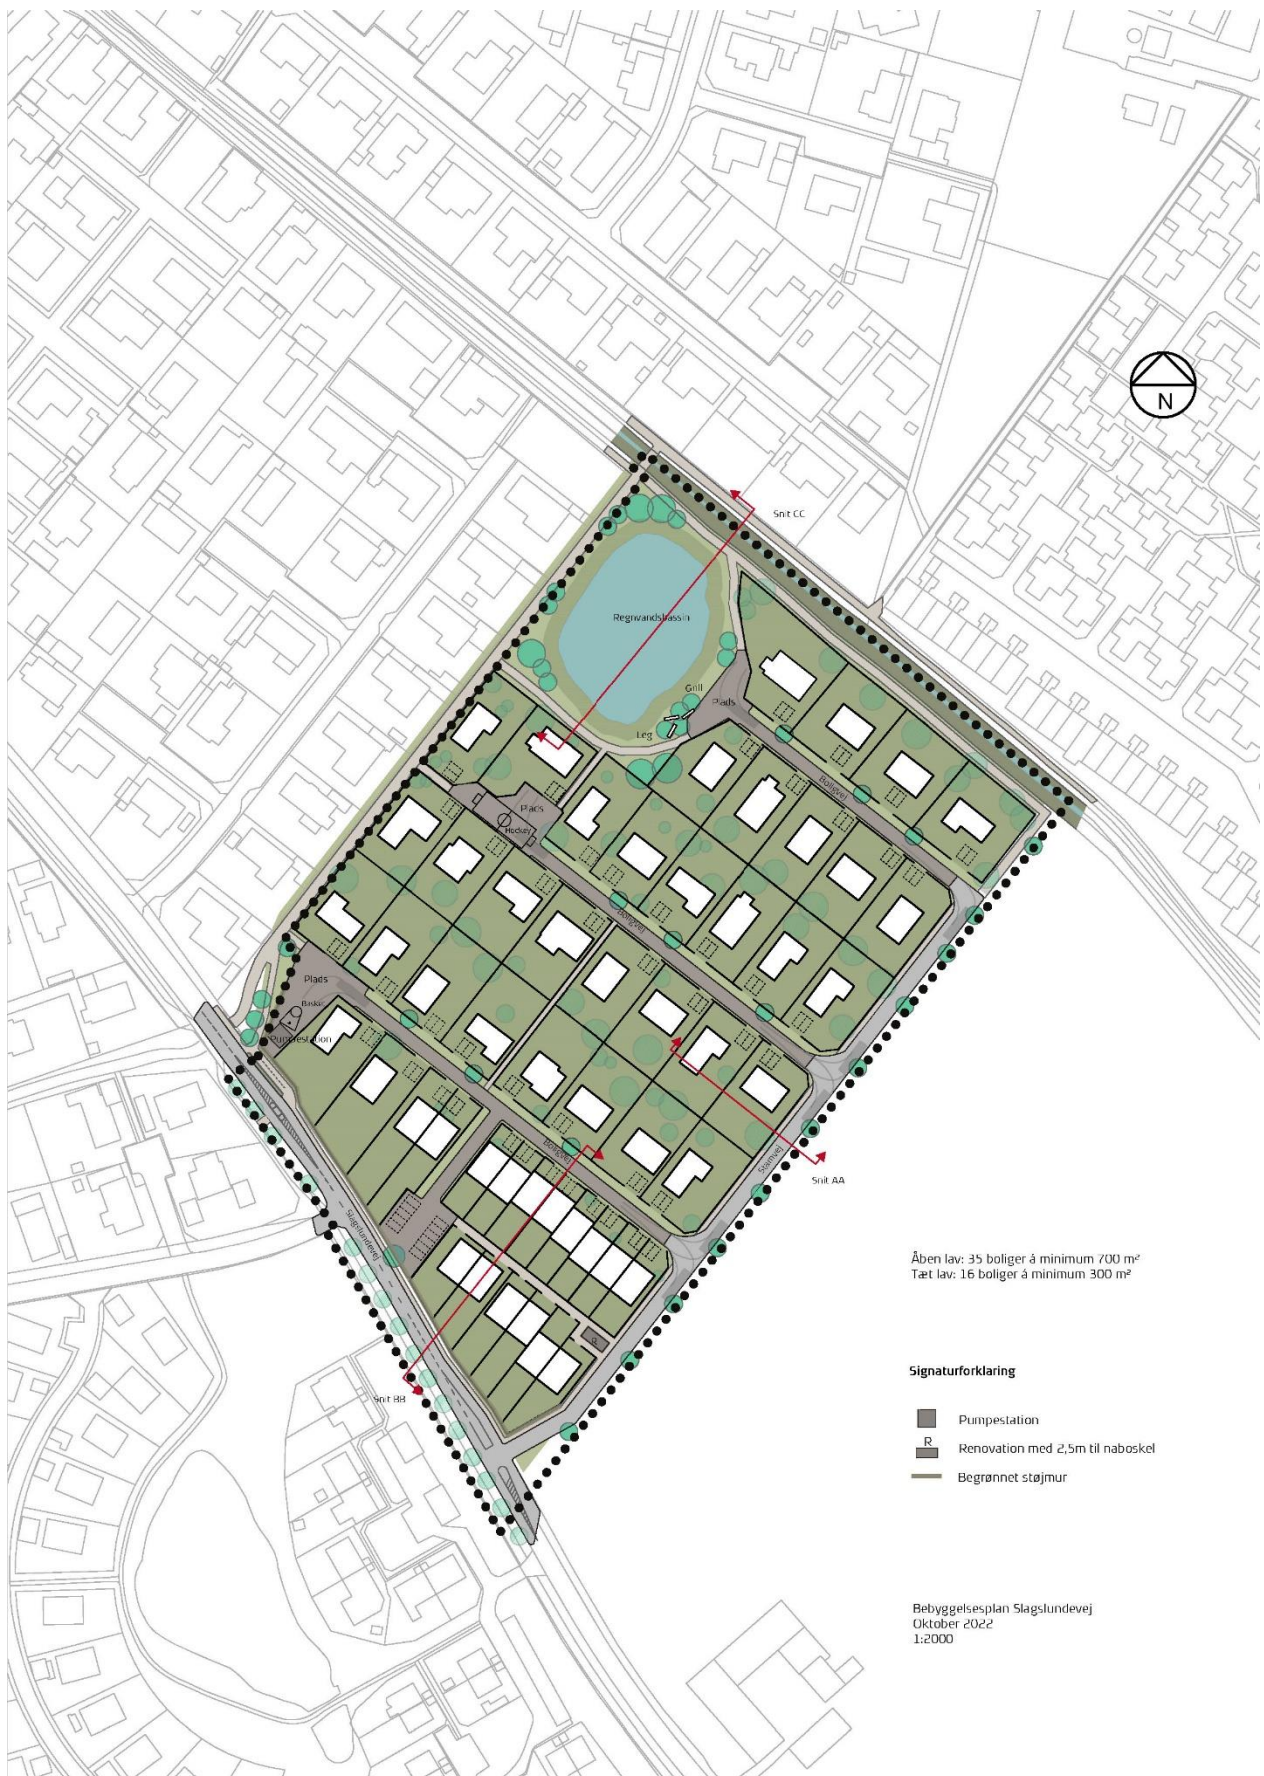 N
Snit CC
Regnvandsbassin
Grill
Plads
Leg
Boligvej
Plads
Hockey
Boligvej
Plads
Basket
Pumpestation
Boligvej
Stamvej
Snit AA
Slagslundevej
R
Snit BB
Åben lav: 35 boliger á minimum 700 m²
Tæt lav: 16 boliger á minimum 300 m²
Signaturforklaring
Pumpestation
R
Renovation med 2,5m til naboskel
Begrønnet støjmur
Bebyggelsesplan Slagslundevej
Oktober 2022
1:2000